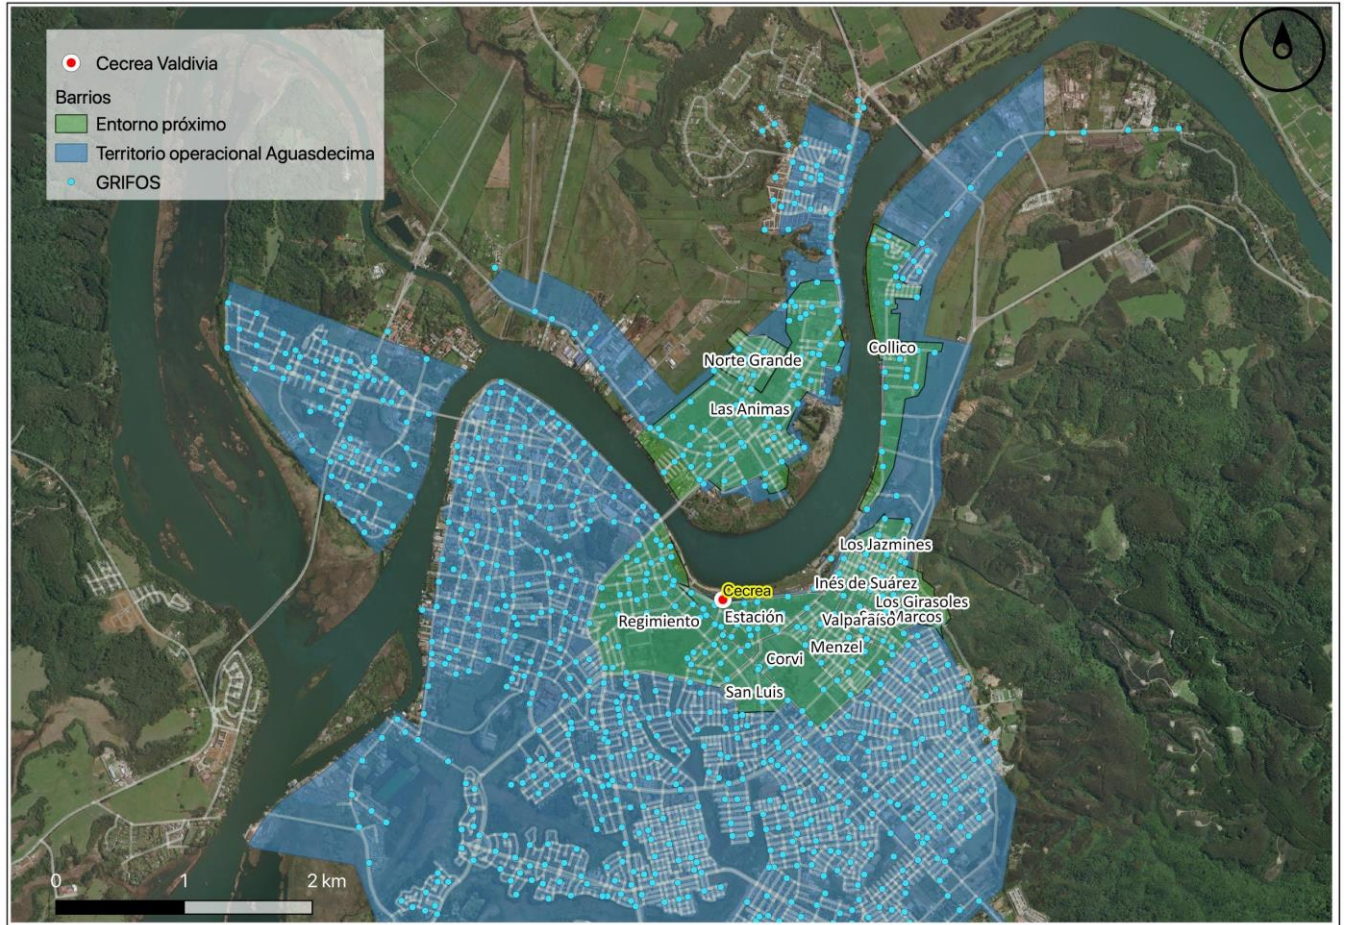 Cecrea Valdivia
Barrios
Entorno próximo
Territorio operacional Aguasdecima
GRIFOS
Norte Grande
Collico
Las Animas
Los Jazmines
Inés de Suárez
Cecrea
Los Girasoles
Estación
Valparaíso
Marcos
Regimiento
Menzel
Corvi
San Luis
0 1 2 km